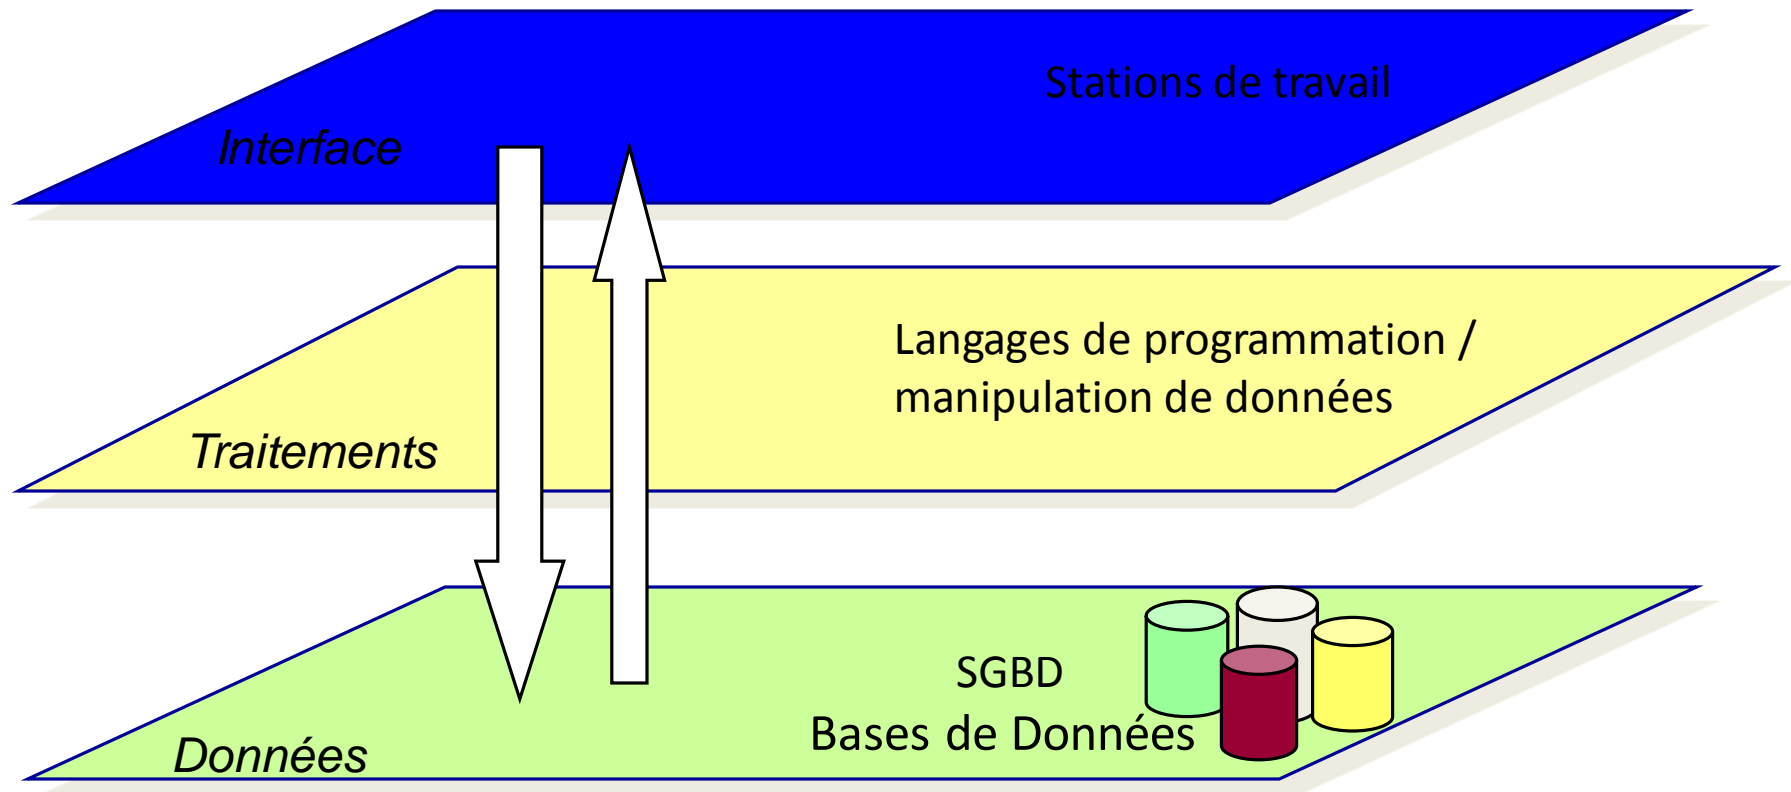 Stations de travail
Interface
Langages de programmation /
manipulation de données
Traitements
SGBD
Bases de Données
Données